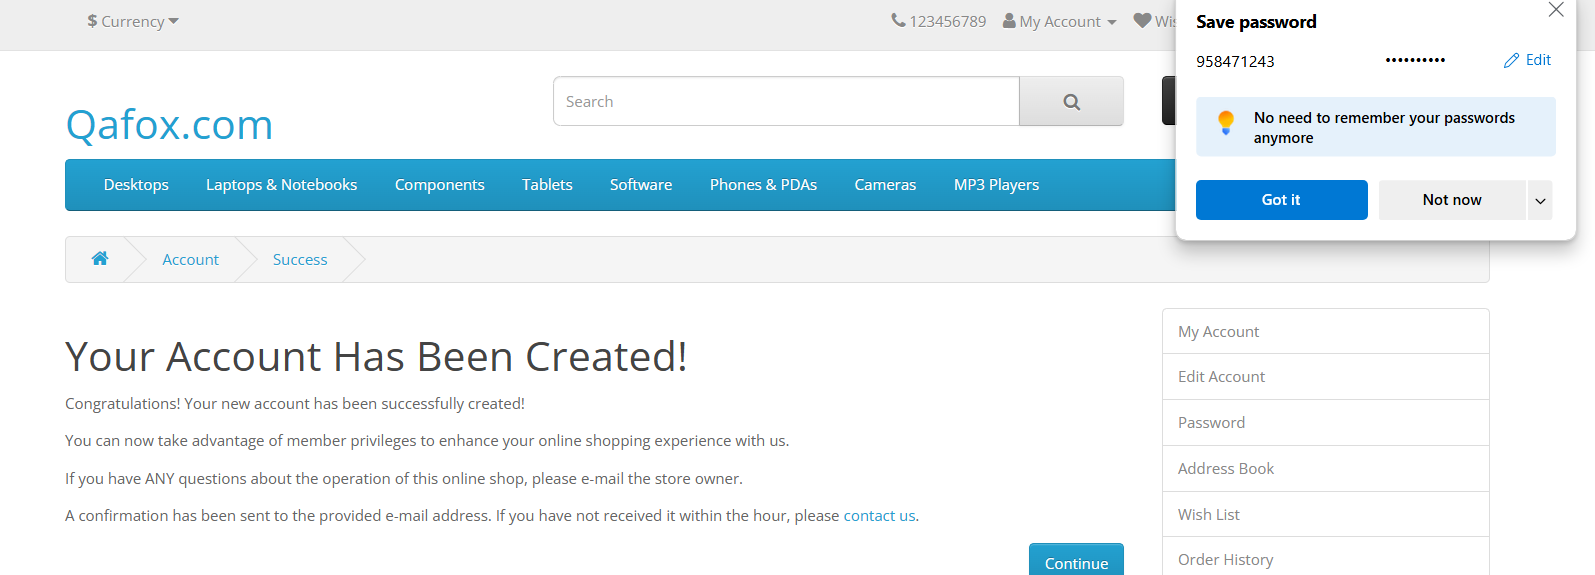 $ Currency
123456789 My Account
Save password
958471243 •••••••••• Edit
No need to remember your passwords
anymore
Got it Not now
Qafox.com
Search
Desktops Laptops & Notebooks Components Tablets Software Phones & PDAs Cameras MP3 Players
Account Success
Your Account Has Been Created!
Congratulations! Your new account has been successfully created!
You can now take advantage of member privileges to enhance your online shopping experience with us.
If you have ANY questions about the operation of this online shop, please e-mail the store owner.
A confirmation has been sent to the provided e-mail address. If you have not received it within the hour, please contact us.
Continue
My Account
Edit Account
Password
Address Book
Wish List
Order History